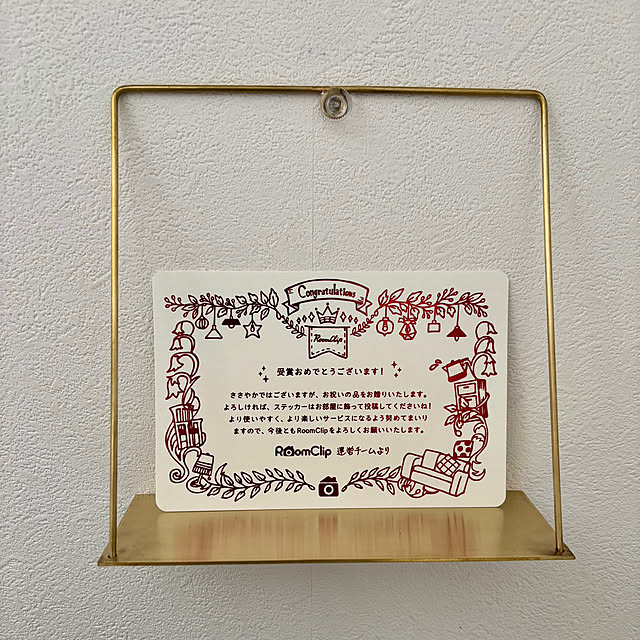 Congratulations
RoomClip
受賞おめでとうございます！
ささやかではございますが、お祝いの品をお贈りいたします。
よろしければ、ステッカーはお部屋に飾って投稿してくださいね！
より使いやすく、より楽しいサービスになるよう努めてまいり
ますので、今後ともRoomClipをよろしくお願いいたします。
RoomClip 運営チームより